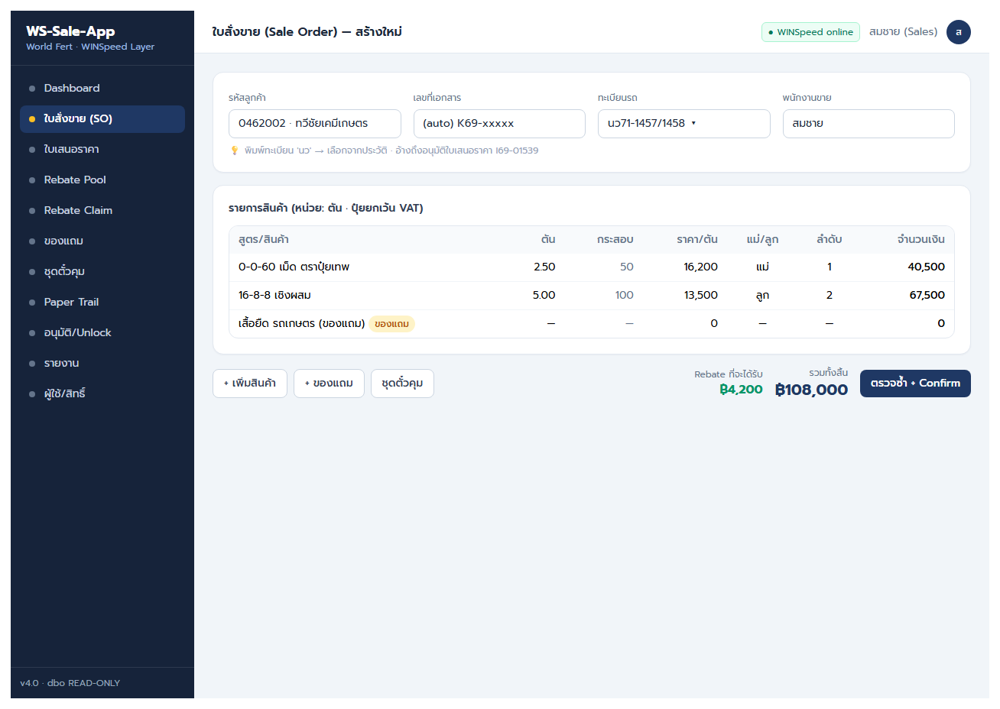 WS-Sale-App
World Fert · WINSpeed Layer
Dashboard
ใบสั่งขาย (SO)
ใบเสนอราคา
Rebate Pool
Rebate Claim
ของแถม
ชุดตั๋วคุม
Paper Trail
อนุมัติ/Unlock
รายงาน
ผู้ใช้/สิทธิ์
v4.0 · dbo READ-ONLY
ใบสั่งขาย (Sale Order) — สร้างใหม่
● WINSpeed online สมชาย (Sales) ส
รหัสลูกค้า เลขที่เอกสาร ทะเบียนรถ พนักงานขาย
0462002 · ทวีชัยเคมีเกษตร (auto) K69-xxxxx นว71-1457/1458 ▾ สมชาย
💡 พิมพ์ทะเบียน 'นว' → เลือกจากประวัติ · อ้างถึงอนุมัติใบเสนอราคา I69-01539
รายการสินค้า (หน่วย: ตัน · ปุ๋ยยกเว้น VAT)
สูตร/สินค้า ตัน กระสอบ ราคา/ตัน แม่/ลูก ลำดับ จำนวนเงิน
0-0-60 เม็ด ตราปุ๋ยเทพ 2.50 50 16,200 แม่ 1 40,500
16-8-8 เชิงผสม 5.00 100 13,500 ลูก 2 67,500
เสื้อยืด รถเกษตร (ของแถม) ของแถม — — 0 — — 0
+ เพิ่มสินค้า + ของแถม ชุดตั๋วคุม
Rebate ที่จะได้รับ
฿4,200
รวมทั้งสิ้น
฿108,000
ตรวจซ้ำ + Confirm